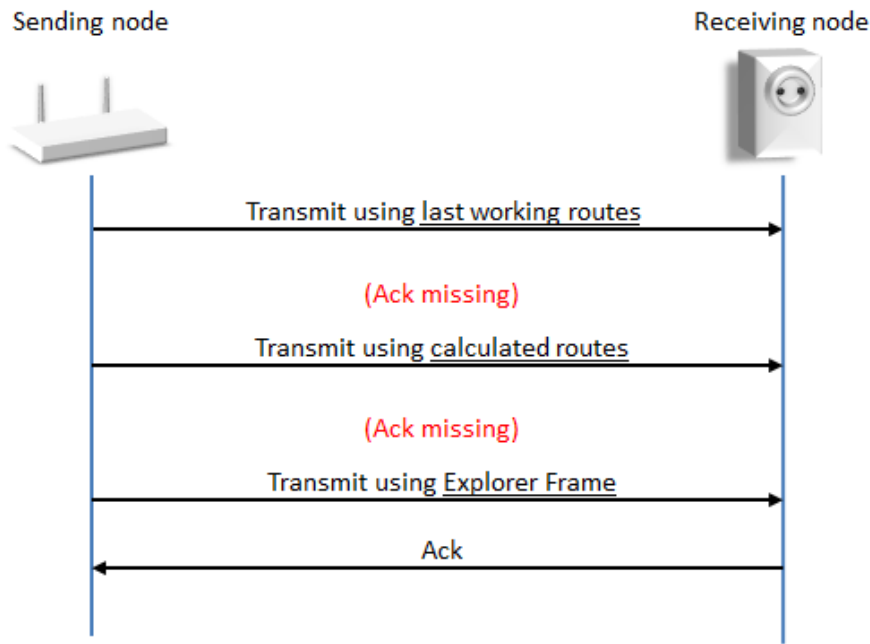 Sending node
Receiving node
Transmit using last working routes
(Ack missing)
Transmit using calculated routes
(Ack missing)
Transmit using Explorer Frame
Ack